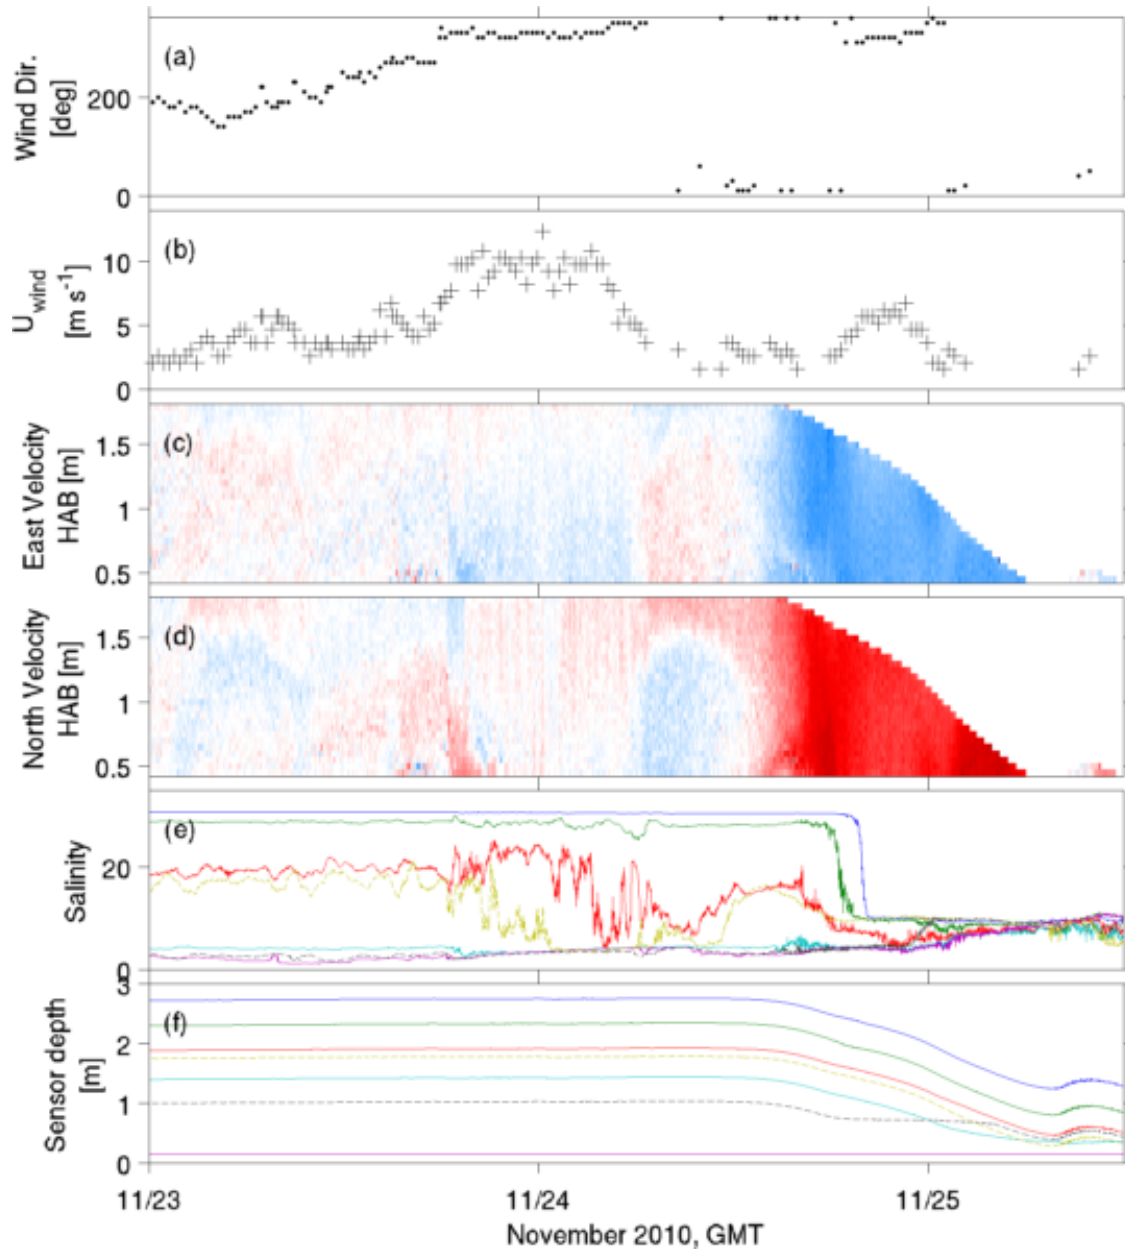 (a)
Wind Dir.
[deg]
200
0
(b)
U_wind
[m s⁻¹]
10
5
0
(c)
East Velocity
HAB [m]
1.5
1
0.5
(d)
North Velocity
HAB [m]
1.5
1
0.5
(e)
Salinity
20
0
(f)
Sensor depth
[m]
3
2
1
0
11/23
11/24
11/25
November 2010, GMT